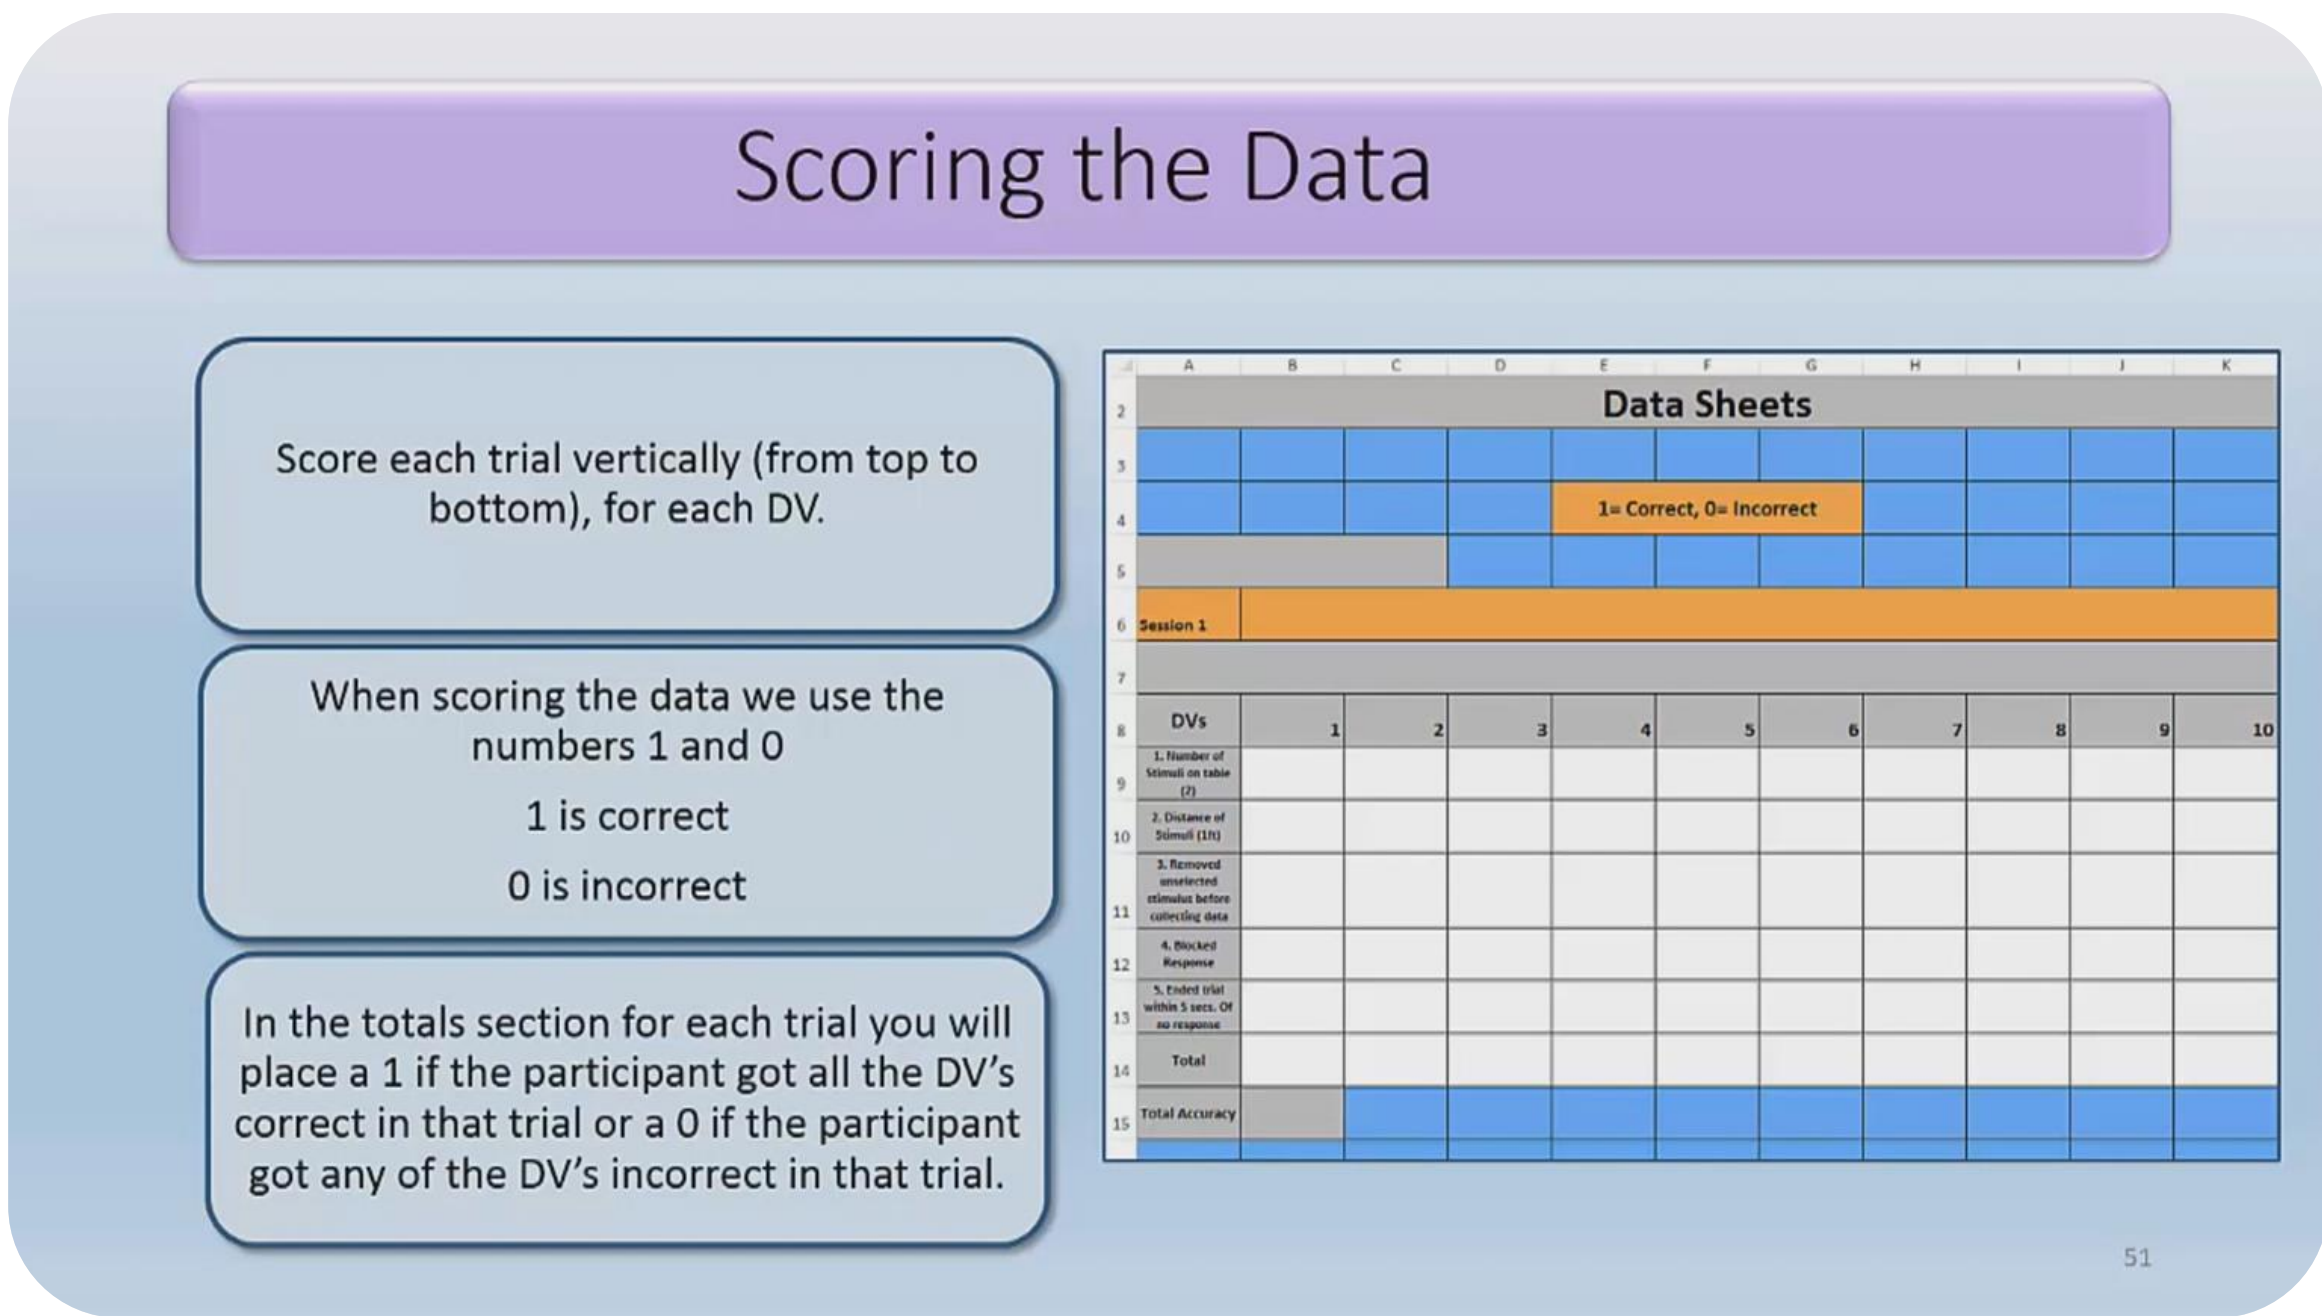 Scoring the Data
Score each trial vertically (from top to
bottom), for each DV.
When scoring the data we use the
numbers 1 and 0
1 is correct
0 is incorrect
In the totals section for each trial you will
place a 1 if the participant got all the DV’s
correct in that trial or a 0 if the participant
got any of the DV’s incorrect in that trial.
A B C D E F G H I J K
2 Data Sheets
3
4 1= Correct, 0= Incorrect
5
6 Session 1
7
8 DVs 1 2 3 4 5 6 7 8 9 10
1. Number of
Stimuli on table
9 (2)
2. Distance of
10 Stimuli (1ft)
3. Removed
unselected
stimulus before
11 collecting data
4. Blocked
12 Response
5. Ended trial
within 5 secs. Of
13 no response
14 Total
15 Total Accuracy
51